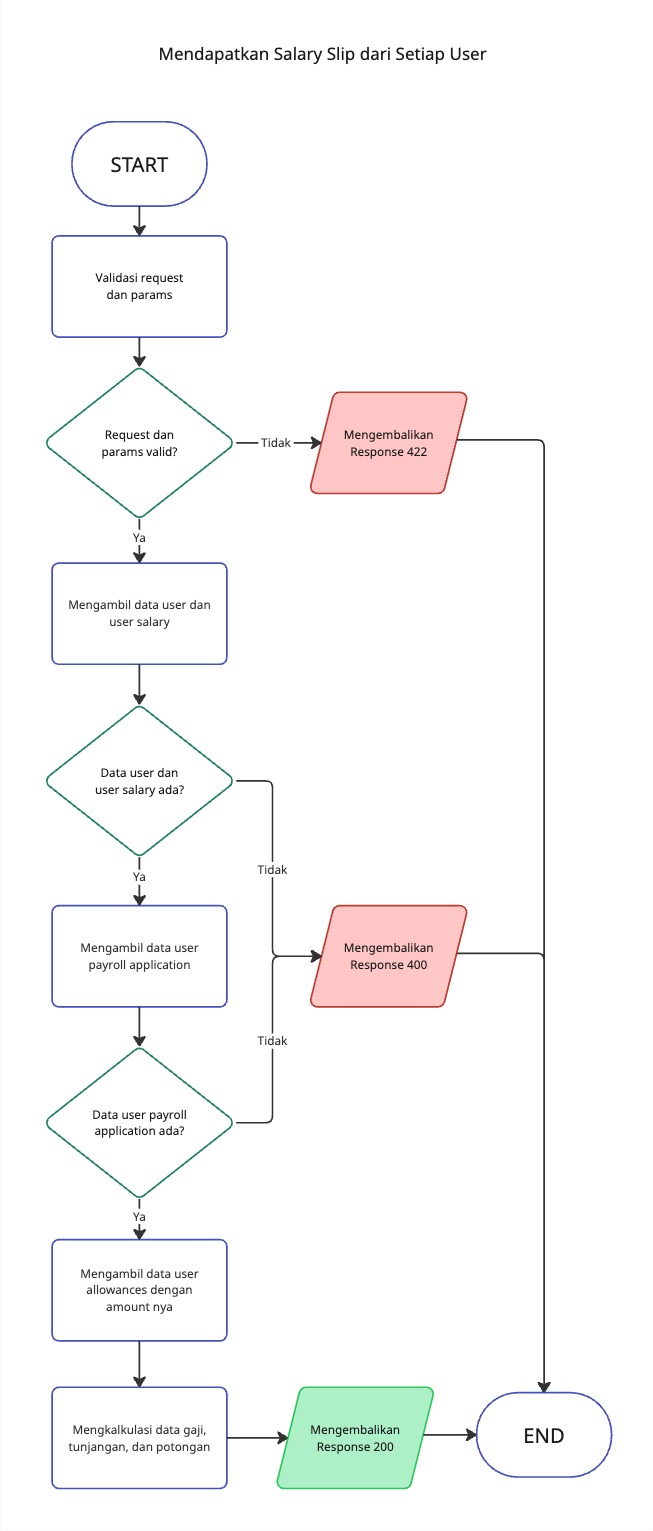 Mendapatkan Salary Slip dari Setiap User
START
Validasi request
dan params
Request dan
params valid?
Tidak
Mengembalikan
Response 422
Ya
Mengambil data user dan
user salary
Data user dan
user salary ada?
Tidak
Ya
Mengambil data user
payroll application
Mengembalikan
Response 400
Tidak
Data user payroll
application ada?
Ya
Mengambil data user
allowances dengan
amount nya
Mengkalkulasi data gaji,
tunjangan, dan potongan
Mengembalikan
Response 200
END